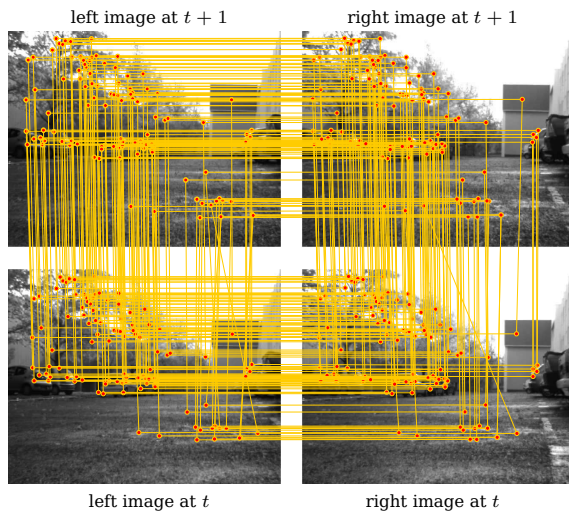 left image at t + 1
right image at t + 1
left image at t
right image at t